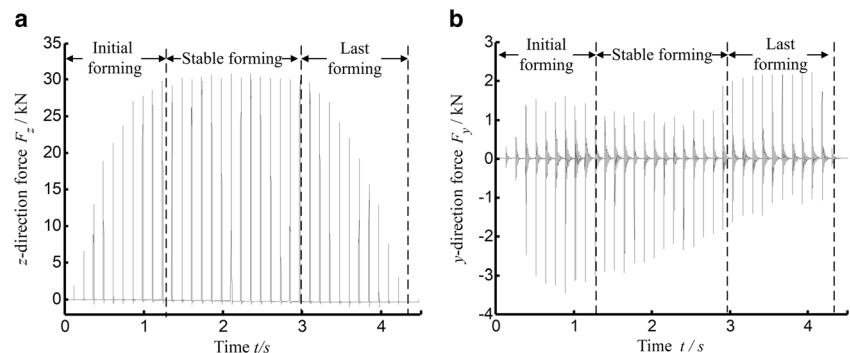 a
Initial
forming
Stable forming
Last
forming
35
30
25
20
15
10
5
0
z-direction force Fz / kN
0
1
2
3
4
Time t/s
b
Initial
forming
Stable forming
Last
forming
3
2
1
0
-1
-2
-3
-4
y-direction force Fy / kN
0
1
2
3
4
Time t/s